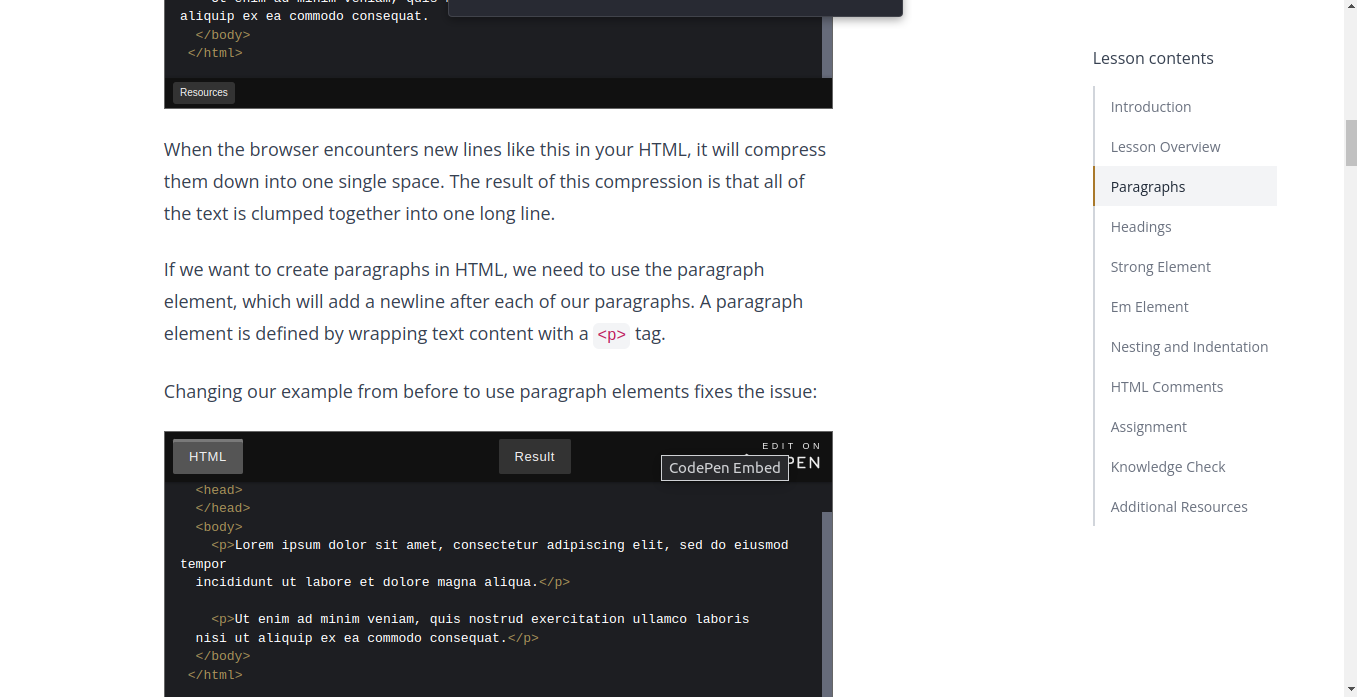 aliquip ex ea commodo consequat.
</body>
</html>
Resources
When the browser encounters new lines like this in your HTML, it will compress
them down into one single space. The result of this compression is that all of
the text is clumped together into one long line.
If we want to create paragraphs in HTML, we need to use the paragraph
element, which will add a newline after each of our paragraphs. A paragraph
element is defined by wrapping text content with a <p> tag.
Changing our example from before to use paragraph elements fixes the issue:
HTML
Result
EDIT ON
CodePen Embed
<head>
</head>
<body>
<p>Lorem ipsum dolor sit amet, consectetur adipiscing elit, sed do eiusmod
tempor
incididunt ut labore et dolore magna aliqua.</p>
<p>Ut enim ad minim veniam, quis nostrud exercitation ullamco laboris
nisi ut aliquip ex ea commodo consequat.</p>
</body>
</html>
Lesson contents
Introduction
Lesson Overview
Paragraphs
Headings
Strong Element
Em Element
Nesting and Indentation
HTML Comments
Assignment
Knowledge Check
Additional Resources